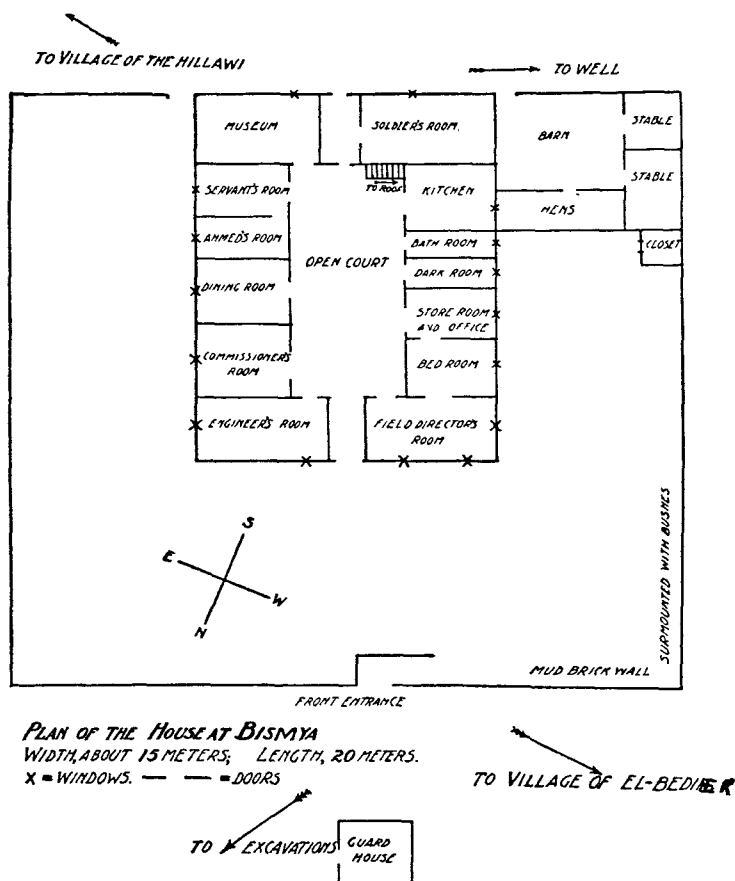 TO VILLAGE OF THE HILLAWI
TO WELL
MUSEUM
SOLDIER'S ROOM.
BARN
STABLE
STABLE
SERVANT'S ROOM
TO ROOF
KITCHEN
MENS
AHMED'S ROOM
BATH ROOM
CLOSET
OPEN COURT
DARK ROOM
DINING ROOM
STORE ROOM
AND OFFICE
COMMISSIONER'S
ROOM
BED ROOM
ENGINEER'S ROOM
FIELD DIRECTOR'S
ROOM
S
E
W
N
SURMOUNTED WITH BUSHES
MUD BRICK WALL
FRONT ENTRANCE
PLAN OF THE HOUSE AT BISMYA
WIDTH, ABOUT 15 METERS; LENGTH, 20 METERS.
X = WINDOWS. — — = DOORS
TO VILLAGE OF EL-BEDIHER
TO EXCAVATIONS
GUARD
HOUSE